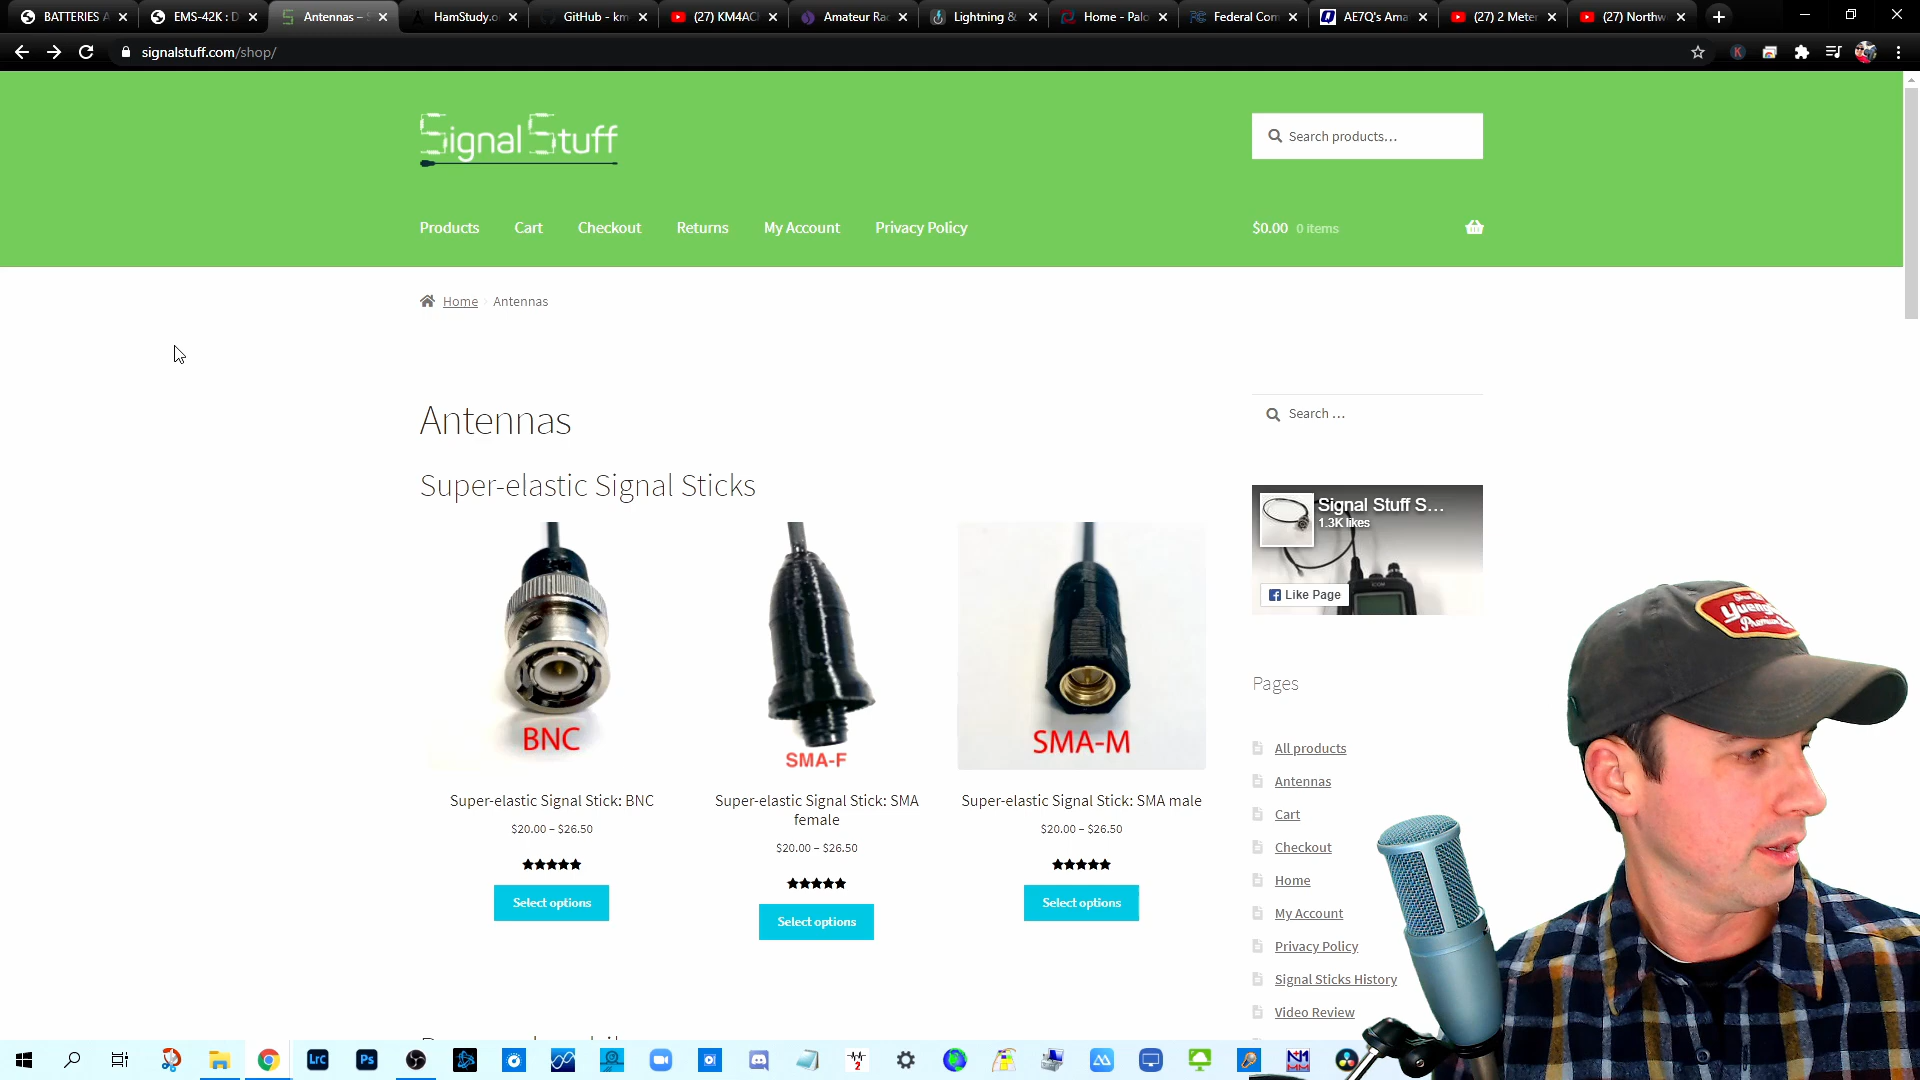 BATTERIES A
EMS-42K : D
Antennas – S
HamStudy.o
GitHub - km
(27) KM4ACK
Amateur Ra
Lightning &
Home - Palo
Federal Com
AE7Q's Ama
(27) 2 Meter
(27) Northw
signalstuff.com/shop/
Signal Stuff
Search products…
Products
Cart
Checkout
Returns
My Account
Privacy Policy
$0.00 0 items
Home
Antennas
Antennas
Search …
Super-elastic Signal Sticks
Signal Stuff S...
1.3K likes
Like Page
BNC
SMA-F
SMA-M
Super-elastic Signal Stick: BNC
$20.00 – $26.50
Select options
Super-elastic Signal Stick: SMA
female
$20.00 – $26.50
Select options
Super-elastic Signal Stick: SMA male
$20.00 – $26.50
Select options
Pages
All products
Antennas
Cart
Checkout
Home
My Account
Privacy Policy
Signal Sticks History
Video Review
LrC
Ps